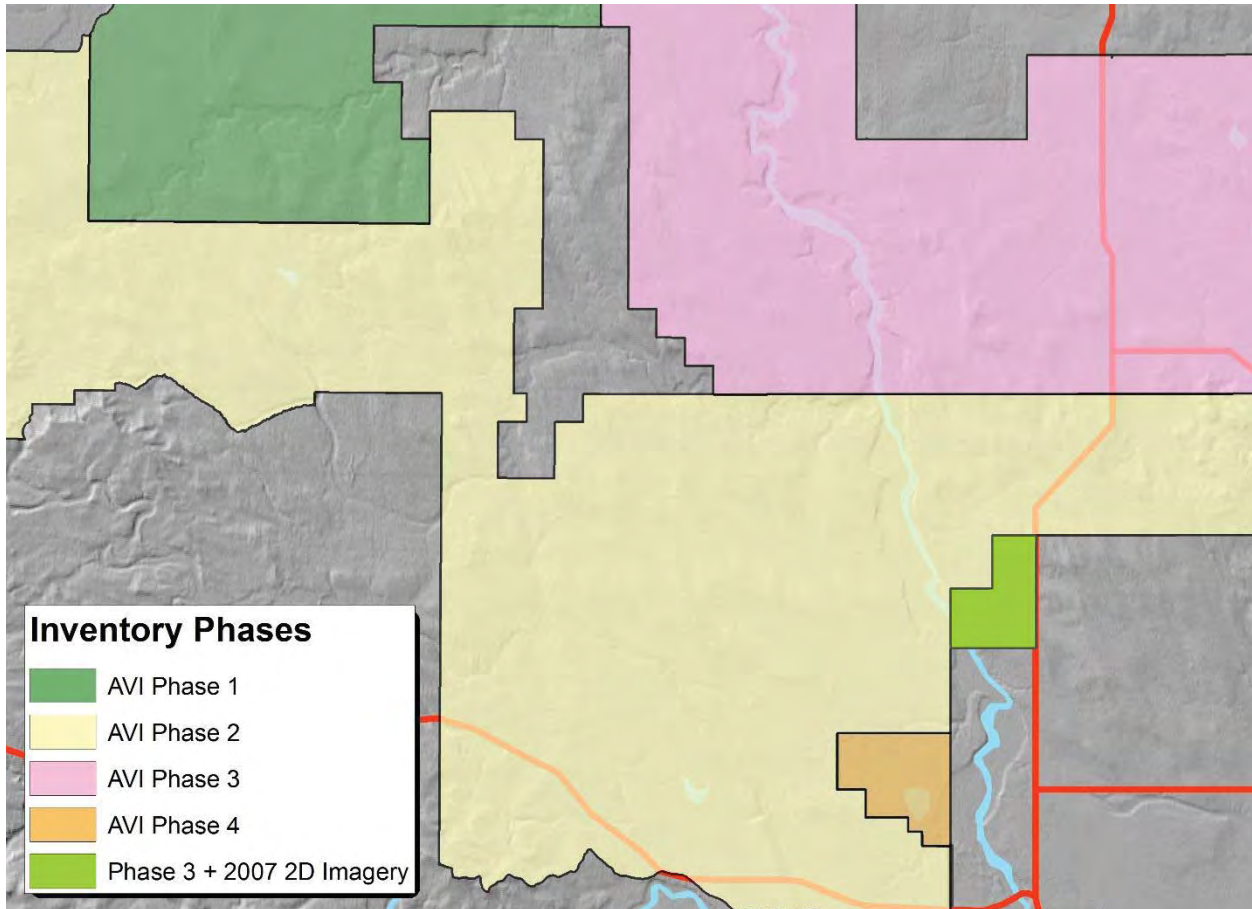 Inventory Phases
AVI Phase 1
AVI Phase 2
AVI Phase 3
AVI Phase 4
Phase 3 + 2007 2D Imagery